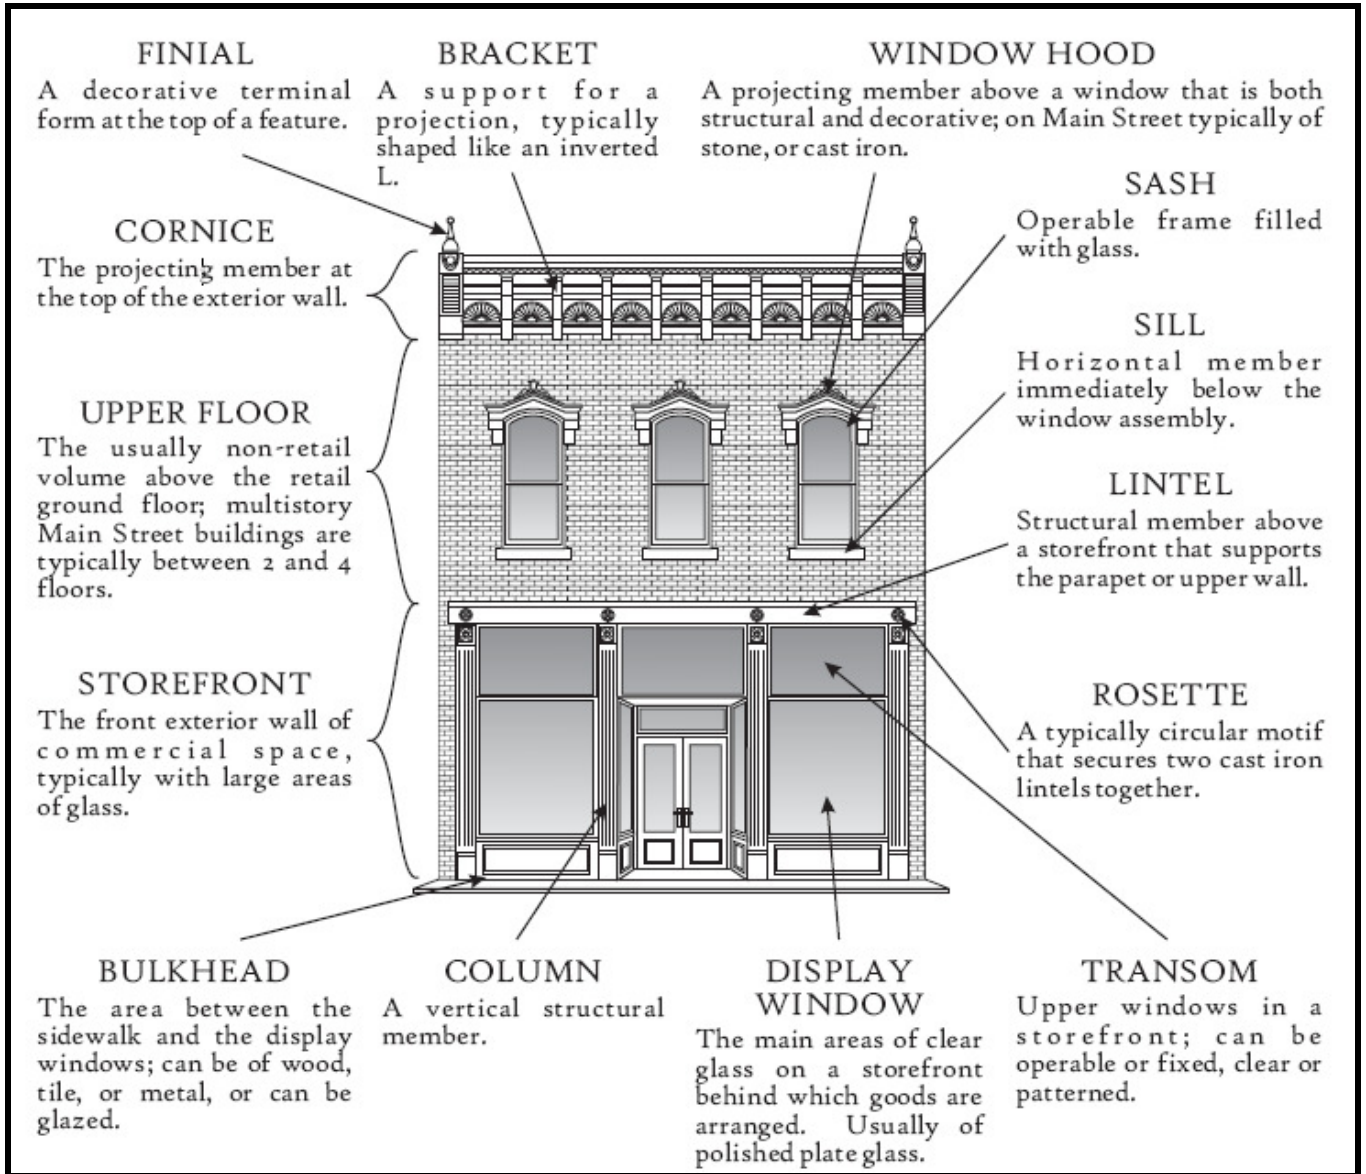 FINIAL
A decorative terminal
form at the top of a feature.
BRACKET
A support for a
projection, typically
shaped like an inverted
L.
WINDOW HOOD
A projecting member above a window that is both
structural and decorative; on Main Street typically of
stone, or cast iron.
SASH
Operable frame filled
with glass.
CORNICE
The projecting member at
the top of the exterior wall.
SILL
Horizontal member
immediately below the
window assembly.
UPPER FLOOR
The usually non-retail
volume above the retail
ground floor; multistory
Main Street buildings are
typically between 2 and 4
floors.
LINTEL
Structural member above
a storefront that supports
the parapet or upper wall.
STOREFRONT
The front exterior wall of
commercial space,
typically with large areas
of glass.
ROSETTE
A typically circular motif
that secures two cast iron
lintels together.
BULKHEAD
The area between the
sidewalk and the display
windows; can be of wood,
tile, or metal, or can be
glazed.
COLUMN
A vertical structural
member.
DISPLAY
WINDOW
The main areas of clear
glass on a storefront
behind which goods are
arranged. Usually of
polished plate glass.
TRANSOM
Upper windows in a
storefront; can be
operable or fixed, clear or
patterned.